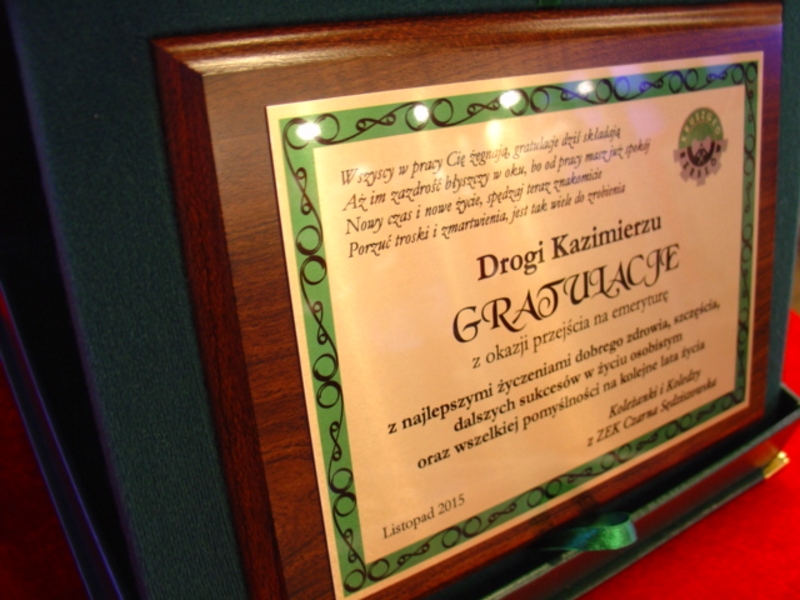 Wszyscy w pracy Cię żegnają, gratulacje dziś składają
Aż im zazdrość błyszczy w oku, bo od pracy masz już spokój
Nowy czas i nowe życie, spędzaj teraz znakomicie
Porzuć troski i zmartwienia, jest tak wiele do zrobienia
Drogi Kazimierzu
GRATULACJE
z okazji przejścia na emeryturę
z najlepszymi życzeniami dobrego zdrowia, szczęścia,
dalszych sukcesów w życiu osobistym
oraz wszelkiej pomyślności na kolejne lata życia
Koleżanki i Koledzy
z ZEK Czarna Sędziszowska
Listopad 2015